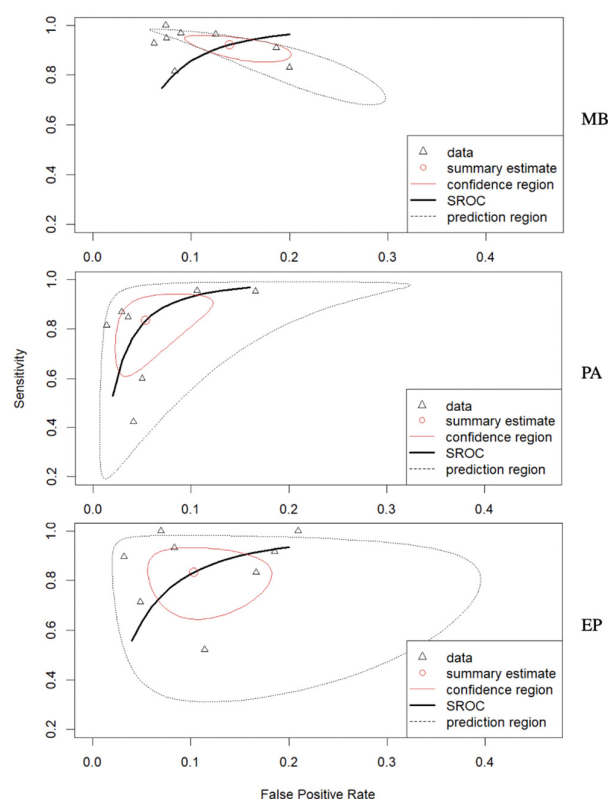 1.0
0.8
0.6
0.4
0.2
data
summary estimate
confidence region
SROC
prediction region
0.0 0.1 0.2 0.3 0.4
MB
Sensitivity
1.0
0.8
0.6
0.4
0.2
data
summary estimate
confidence region
SROC
prediction region
0.0 0.1 0.2 0.3 0.4
PA
1.0
0.8
0.6
0.4
0.2
data
summary estimate
confidence region
SROC
prediction region
0.0 0.1 0.2 0.3 0.4
EP
False Positive Rate